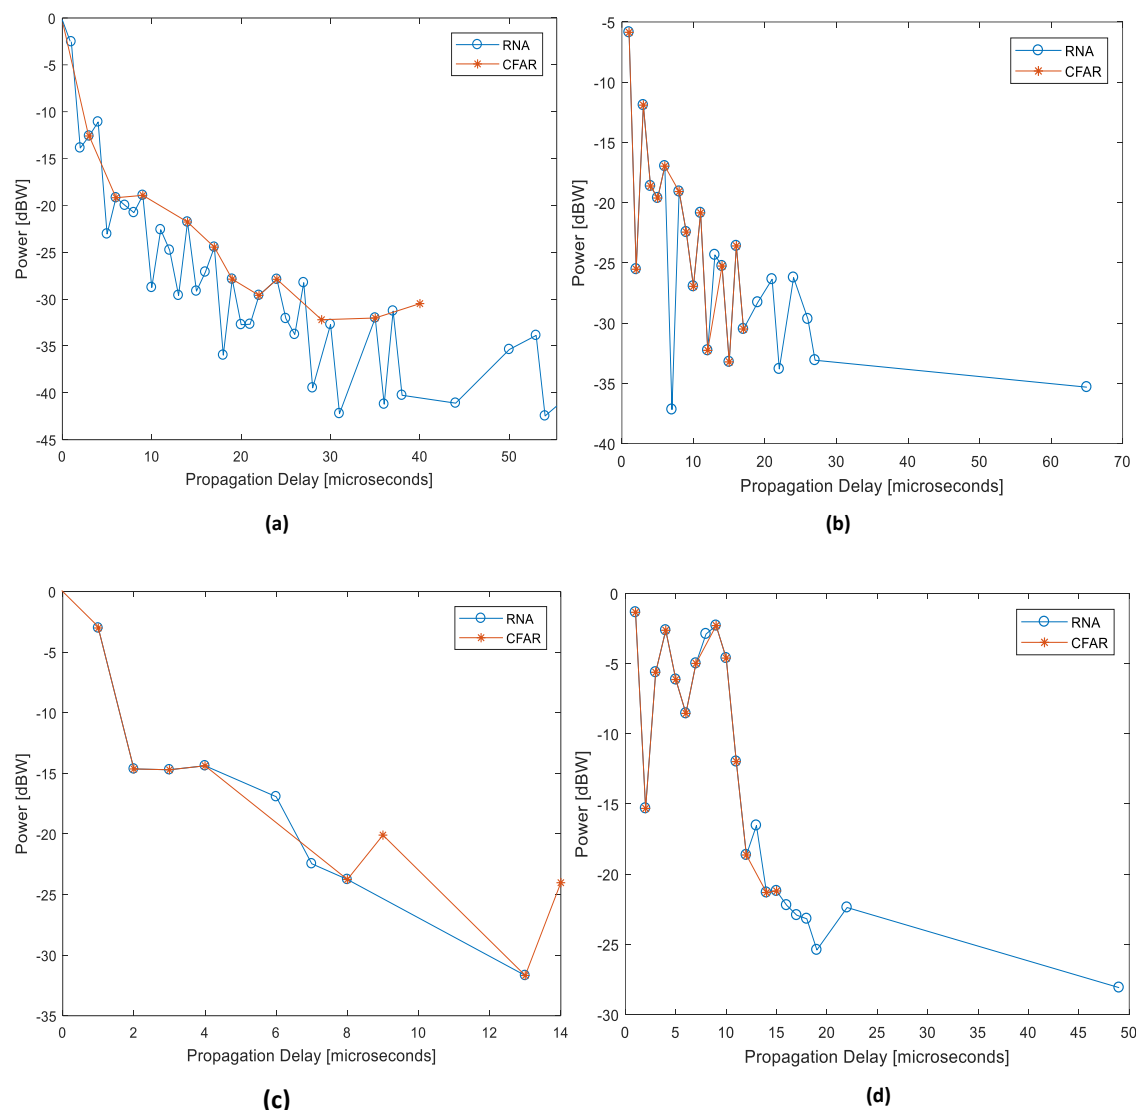 0
-5
-10
-15
-20
-25
-30
-35
-40
-45
Power [dBW]
0 10 20 30 40 50
Propagation Delay [microseconds]
RNA
CFAR
(a)
-5
-10
-15
-20
-25
-30
-35
-40
Power [dBW]
0 10 20 30 40 50 60 70
Propagation Delay [microseconds]
RNA
CFAR
(b)
0
-5
-10
-15
-20
-25
-30
-35
Power [dBW]
0 2 4 6 8 10 12 14
Propagation Delay [microseconds]
RNA
CFAR
(c)
0
-5
-10
-15
-20
-25
-30
Power [dBW]
0 5 10 15 20 25 30 35 40 45 50
Propagation Delay [microseconds]
RNA
CFAR
(d)